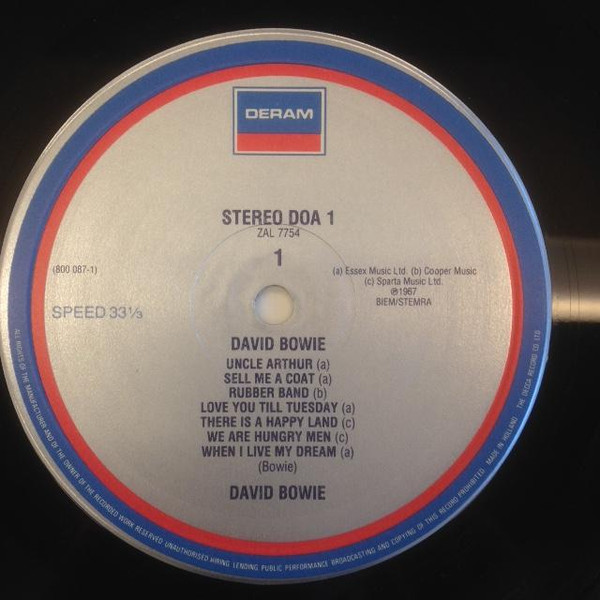 DERAM
STEREO DOA 1
ZAL 7754
1
(800 087-1)
(a) Essex Music Ltd. (b) Cooper Music
(c) Sparta Music Ltd.
℗1967
BIEM/STEMRA
SPEED 33⅓
DAVID BOWIE
UNCLE ARTHUR (a)
SELL ME A COAT (a)
RUBBER BAND (b)
LOVE YOU TILL TUESDAY (a)
THERE IS A HAPPY LAND (c)
WE ARE HUNGRY MEN (c)
WHEN I LIVE MY DREAM (a)
(Bowie)
DAVID BOWIE
ALL RIGHTS OF THE MANUFACTURER AND OF THE OWNER OF THE RECORDED WORK RESERVED UNAUTHORISED HIRING LENDING PUBLIC PERFORMANCE BROADCASTING AND COPYING OF THIS RECORD PROHIBITED. MADE IN HOLLAND THE DECCA RECORD CO LTD